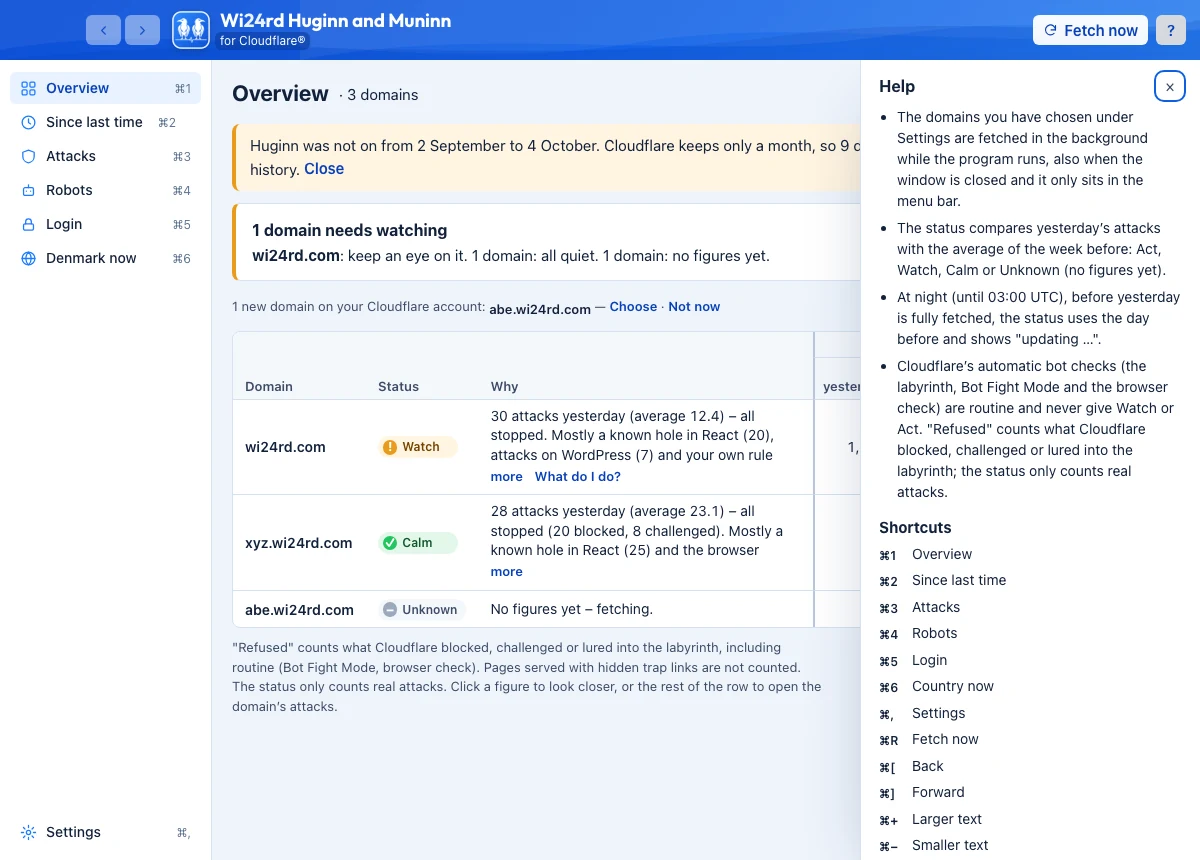 Wi24rd Huginn and Muninn
for Cloudflare®
Fetch now
?
Overview ⌘1
Since last time ⌘2
Attacks ⌘3
Robots ⌘4
Login ⌘5
Denmark now ⌘6
Settings ⌘,
Overview · 3 domains
Huginn was not on from 2 September to 4 October. Cloudflare keeps only a month, so 9 d
history. Close
1 domain needs watching
wi24rd.com: keep an eye on it. 1 domain: all quiet. 1 domain: no figures yet.
1 new domain on your Cloudflare account: abe.wi24rd.com — Choose · Not now
Domain Status Why yester
wi24rd.com Watch
30 attacks yesterday (average 12.4) – all
stopped. Mostly a known hole in React (20),
attacks on WordPress (7) and your own rule
more What do I do?
1,
xyz.wi24rd.com Calm
28 attacks yesterday (average 23.1) – all
stopped (20 blocked, 8 challenged). Mostly a
known hole in React (25) and the browser
more
abe.wi24rd.com Unknown No figures yet – fetching.
"Refused" counts what Cloudflare blocked, challenged or lured into the labyrinth, including
routine (Bot Fight Mode, browser check). Pages served with hidden trap links are not counted.
The status only counts real attacks. Click a figure to look closer, or the rest of the row to open the
domain's attacks.
Help ×
• The domains you have chosen under
Settings are fetched in the background
while the program runs, also when the
window is closed and it only sits in the
menu bar.
• The status compares yesterday's attacks
with the average of the week before: Act,
Watch, Calm or Unknown (no figures yet).
• At night (until 03:00 UTC), before yesterday
is fully fetched, the status uses the day
before and shows "updating …".
• Cloudflare's automatic bot checks (the
labyrinth, Bot Fight Mode and the browser
check) are routine and never give Watch or
Act. "Refused" counts what Cloudflare
blocked, challenged or lured into the
labyrinth; the status only counts real
attacks.
Shortcuts
⌘1 Overview
⌘2 Since last time
⌘3 Attacks
⌘4 Robots
⌘5 Login
⌘6 Country now
⌘, Settings
⌘R Fetch now
⌘[ Back
⌘] Forward
⌘+ Larger text
⌘− Smaller text